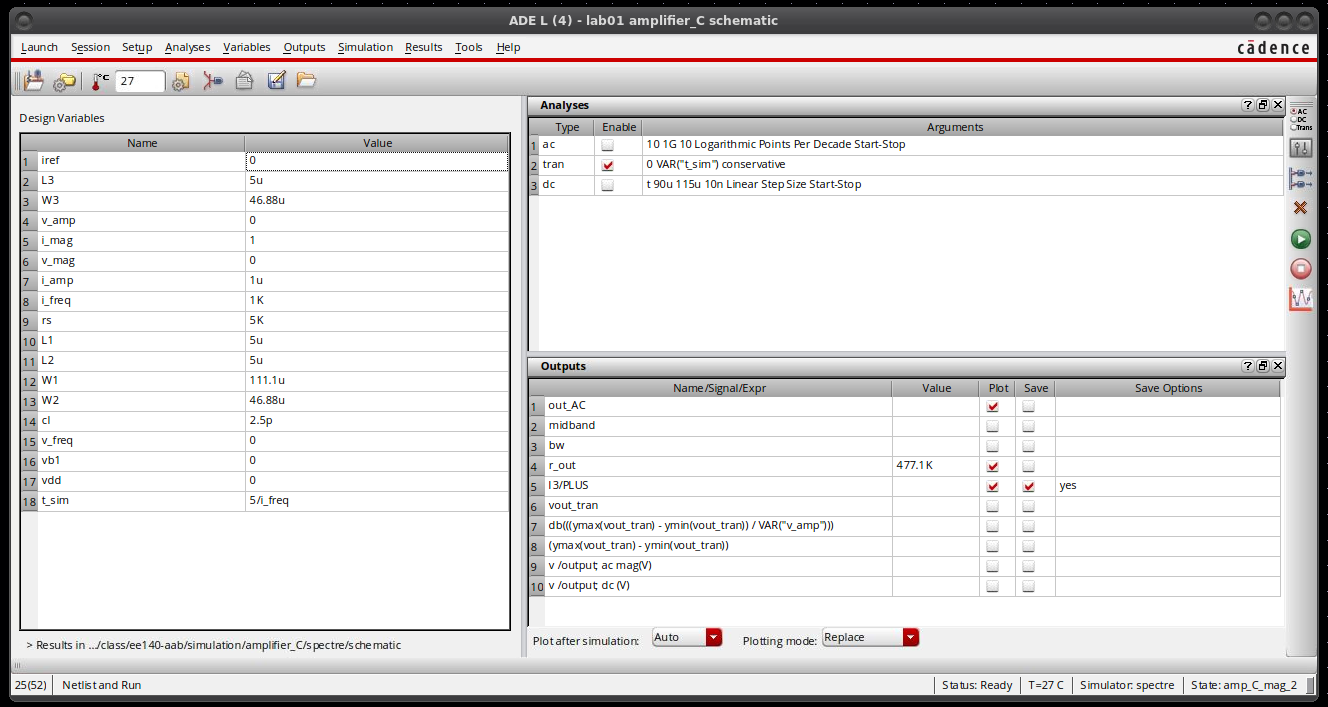 ADE L (4) - lab01 amplifier_C schematic
Launch Session Setup Analyses Variables Outputs Simulation Results Tools Help
cādence
°C 27
Design Variables
Name Value
1 iref 0
2 L3 5u
3 W3 46.88u
4 v_amp 0
5 i_mag 1
6 v_mag 0
7 i_amp 1u
8 i_freq 1K
9 rs 5K
10 L1 5u
11 L2 5u
12 W1 111.1u
13 W2 46.88u
14 cl 2.5p
15 v_freq 0
16 vb1 0
17 vdd 0
18 t_sim 5/i_freq
> Results in .../class/ee140-aab/simulation/amplifier_C/spectre/schematic
Analyses
Type Enable Arguments
1 ac 10 1G 10 Logarithmic Points Per Decade Start-Stop
2 tran 0 VAR("t_sim") conservative
3 dc t 90u 115u 10n Linear Step Size Start-Stop
Outputs
Name/Signal/Expr Value Plot Save Save Options
1 out_AC
2 midband
3 bw
4 r_out 477.1K
5 I3/PLUS yes
6 vout_tran
7 db(((ymax(vout_tran) - ymin(vout_tran)) / VAR("v_amp")))
8 (ymax(vout_tran) - ymin(vout_tran))
9 v /output; ac mag(V)
10 v /output; dc (V)
Plot after simulation: Auto Plotting mode: Replace
AC
DC
Trans
25(52) Netlist and Run Status: Ready T=27 C Simulator: spectre State: amp_C_mag_2